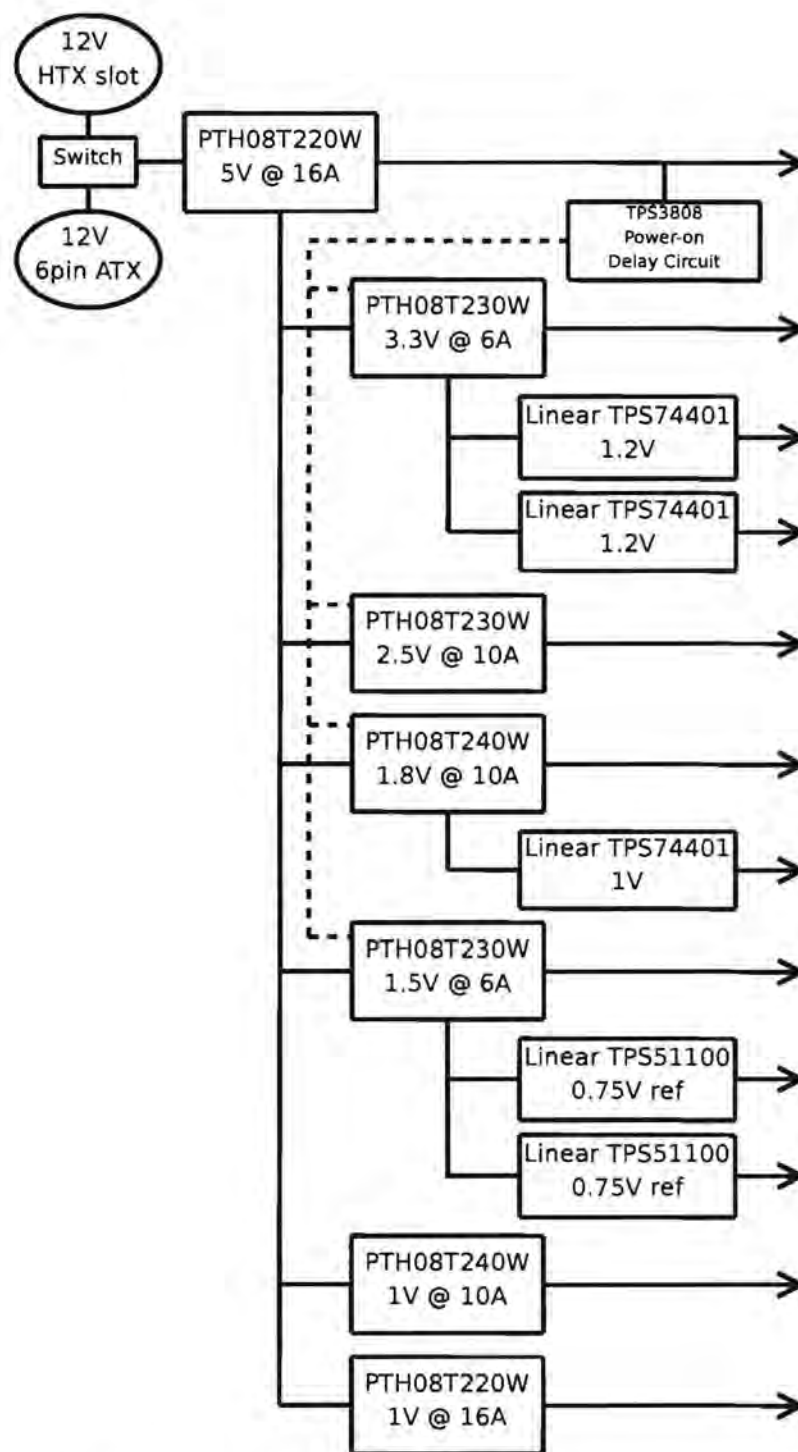 12V
HTX slot
Switch
12V
6pin ATX
PTH08T220W
5V @ 16A
TPS3808
Power-on
Delay Circuit
PTH08T230W
3.3V @ 6A
Linear TPS74401
1.2V
Linear TPS74401
1.2V
PTH08T230W
2.5V @ 10A
PTH08T240W
1.8V @ 10A
Linear TPS74401
1V
PTH08T230W
1.5V @ 6A
Linear TPS51100
0.75V ref
Linear TPS51100
0.75V ref
PTH08T240W
1V @ 10A
PTH08T220W
1V @ 16A